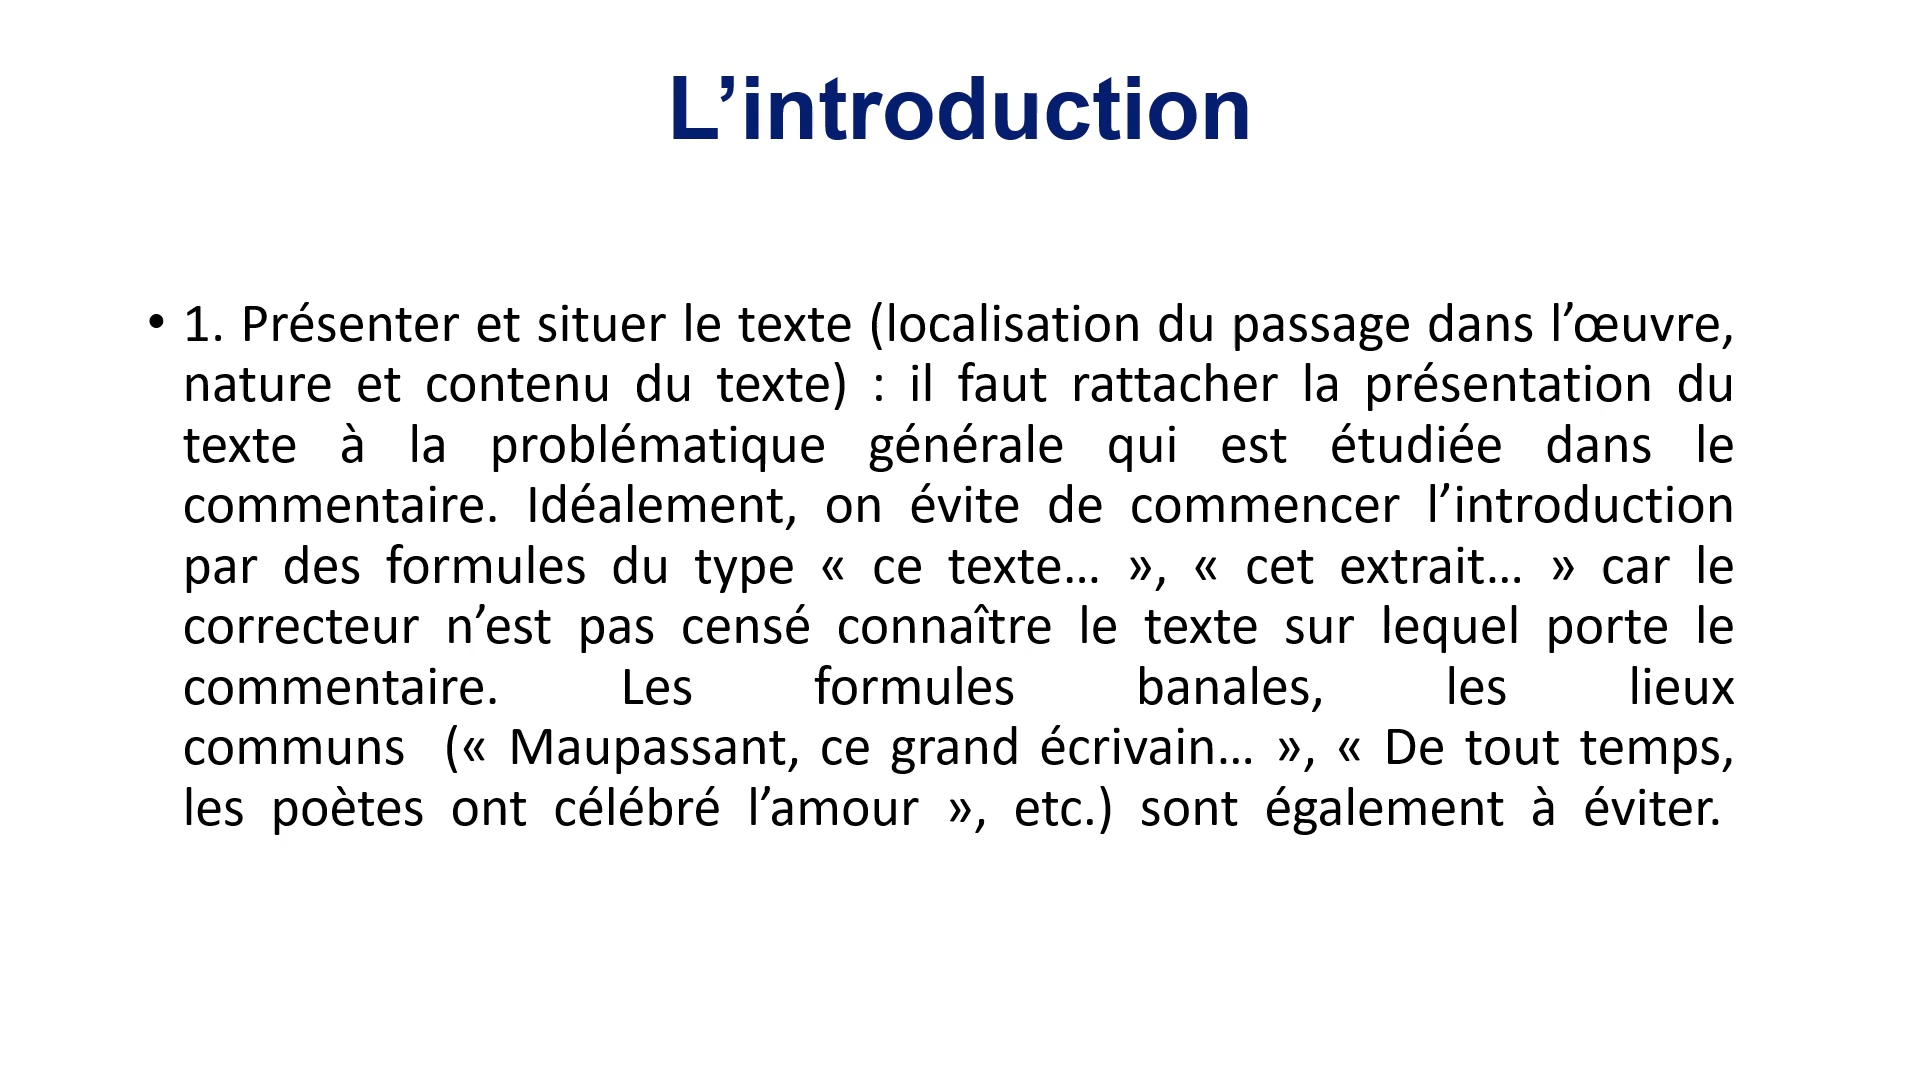 L’introduction
• 1. Présenter et situer le texte (localisation du passage dans l’œuvre,
nature et contenu du texte) : il faut rattacher la présentation du
texte à la problématique générale qui est étudiée dans le
commentaire. Idéalement, on évite de commencer l’introduction
par des formules du type « ce texte… », « cet extrait… » car le
correcteur n’est pas censé connaître le texte sur lequel porte le
commentaire. Les formules banales, les lieux
communs (« Maupassant, ce grand écrivain… », « De tout temps,
les poètes ont célébré l’amour », etc.) sont également à éviter.